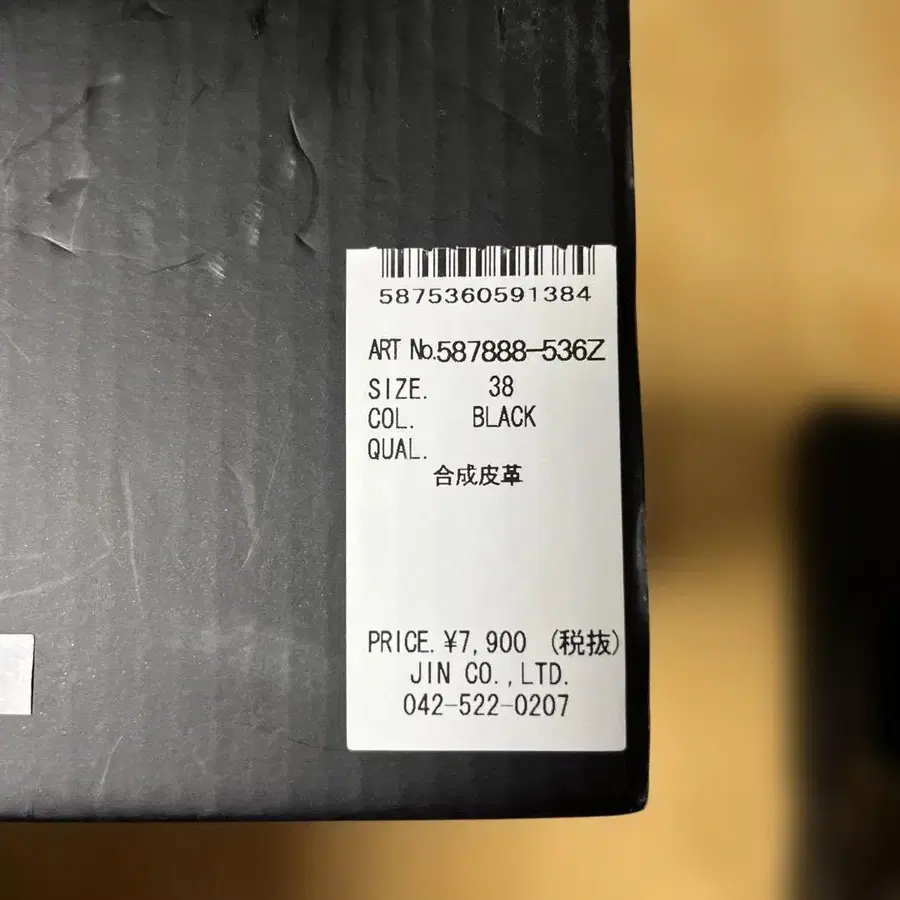 5875360591384
ART No.587888-536Z
SIZE. 38
COL. BLACK
QUAL.
合成皮革
PRICE. ¥7,900 (税抜)
JIN CO.,LTD.
042-522-0207